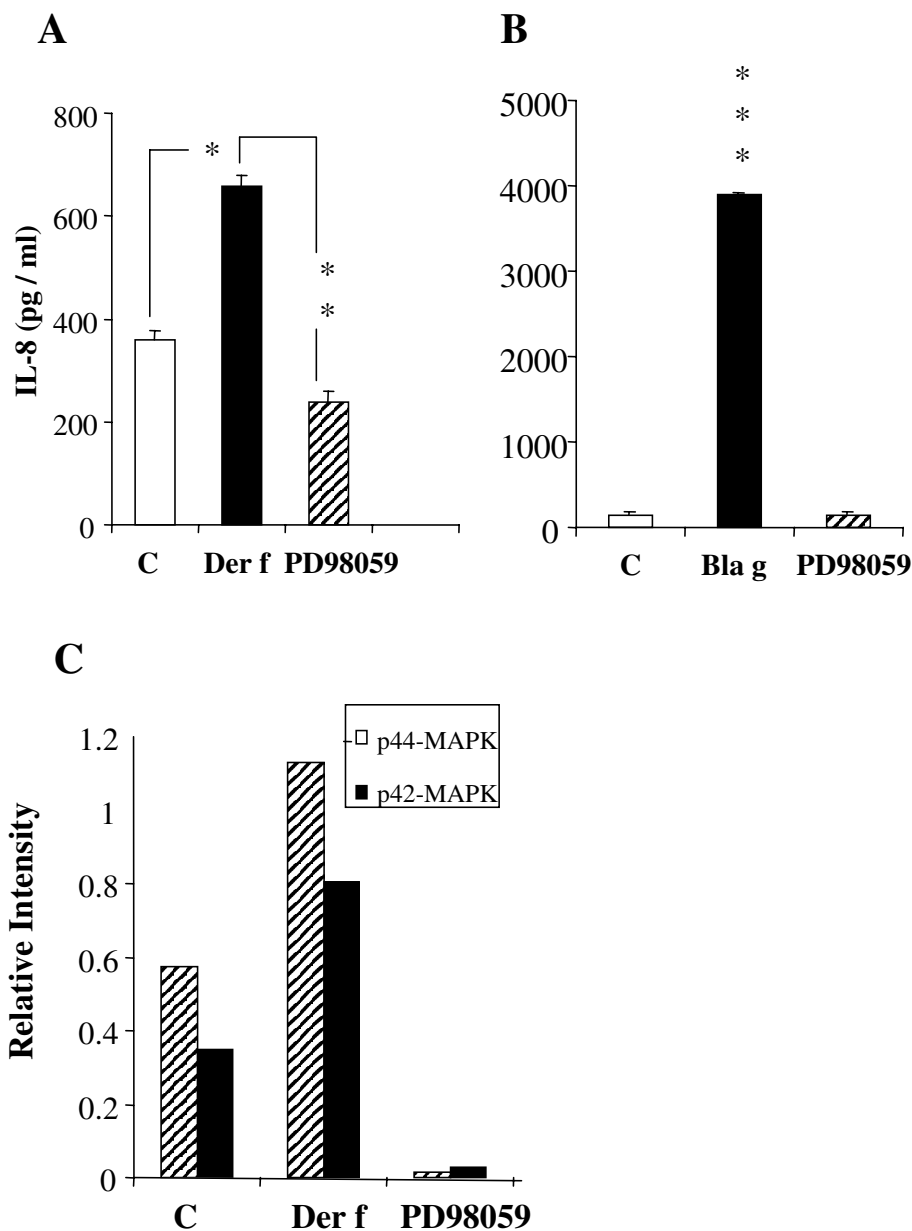 A
IL-8 (pg / ml)
800
600
400
200
0
*
*
*
C Der f PD98059
B
5000
4000
3000
2000
1000
0
*
*
*
C Bla g PD98059
C
Relative Intensity
1.2
1
0.8
0.6
0.4
0.2
0
p44-MAPK
p42-MAPK
C Der f PD98059